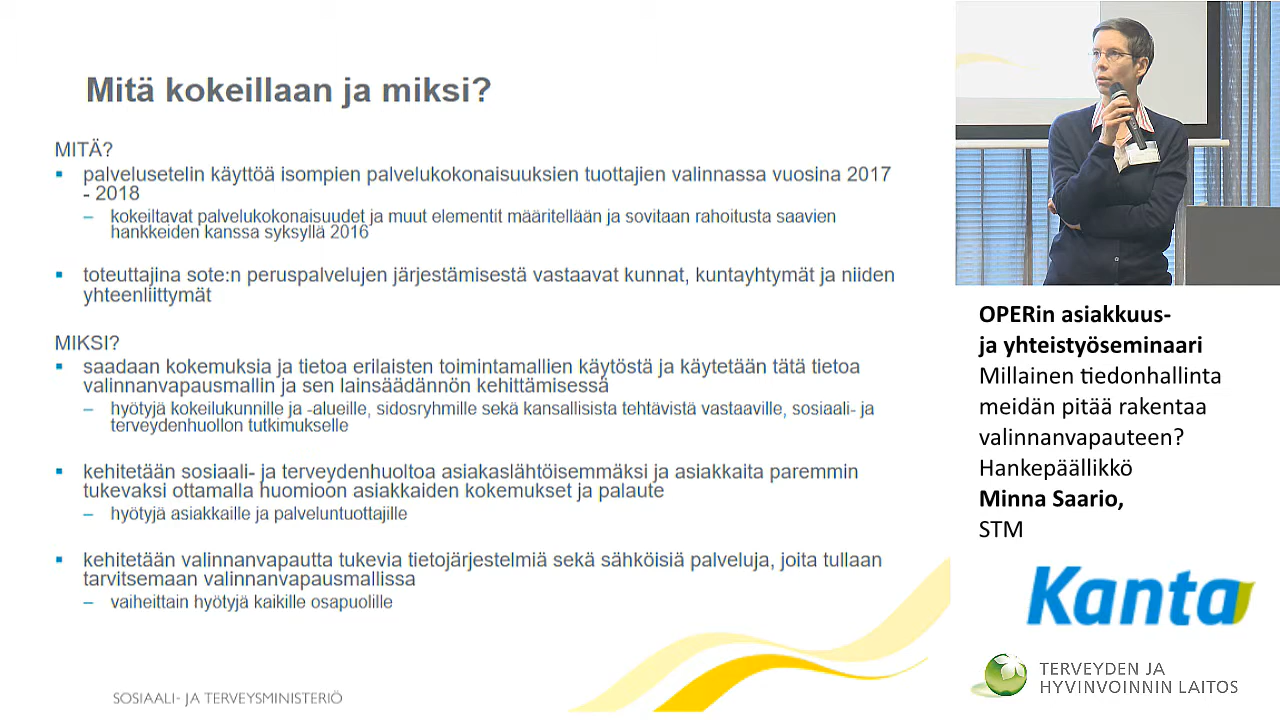 Mitä kokeillaan ja miksi?
MITÄ?
▪ palvelusetelin käyttöä isompien palvelukokonaisuuksien tuottajien valinnassa vuosina 2017
- 2018
– kokeiltavat palvelukokonaisuudet ja muut elementit määritellään ja sovitaan rahoitusta saavien
hankkeiden kanssa syksyllä 2016
▪ toteuttajina sote:n peruspalvelujen järjestämisestä vastaavat kunnat, kuntayhtymät ja niiden
yhteenliittymät
MIKSI?
▪ saadaan kokemuksia ja tietoa erilaisten toimintamallien käytöstä ja käytetään tätä tietoa
valinnanvapausmallin ja sen lainsäädännön kehittämisessä
– hyötyjä kokeilukunnille ja -alueille, sidosryhmille sekä kansallisista tehtävistä vastaaville, sosiaali- ja
terveydenhuollon tutkimukselle
▪ kehitetään sosiaali- ja terveydenhuoltoa asiakaslähtöisemmäksi ja asiakkaita paremmin
tukevaksi ottamalla huomioon asiakkaiden kokemukset ja palaute
– hyötyjä asiakkaille ja palveluntuottajille
▪ kehitetään valinnanvapautta tukevia tietojärjestelmiä sekä sähköisiä palveluja, joita tullaan
tarvitsemaan valinnanvapausmallissa
– vaiheittain hyötyjä kaikille osapuolille
SOSIAALI- JA TERVEYSMINISTERIÖ
OPERin asiakkuus-
ja yhteistyöseminaari
Millainen tiedonhallinta
meidän pitää rakentaa
valinnanvapauteen?
Hankepäällikkö
Minna Saario,
STM
Kanta
TERVEYDEN JA
HYVINVOINNIN LAITOS